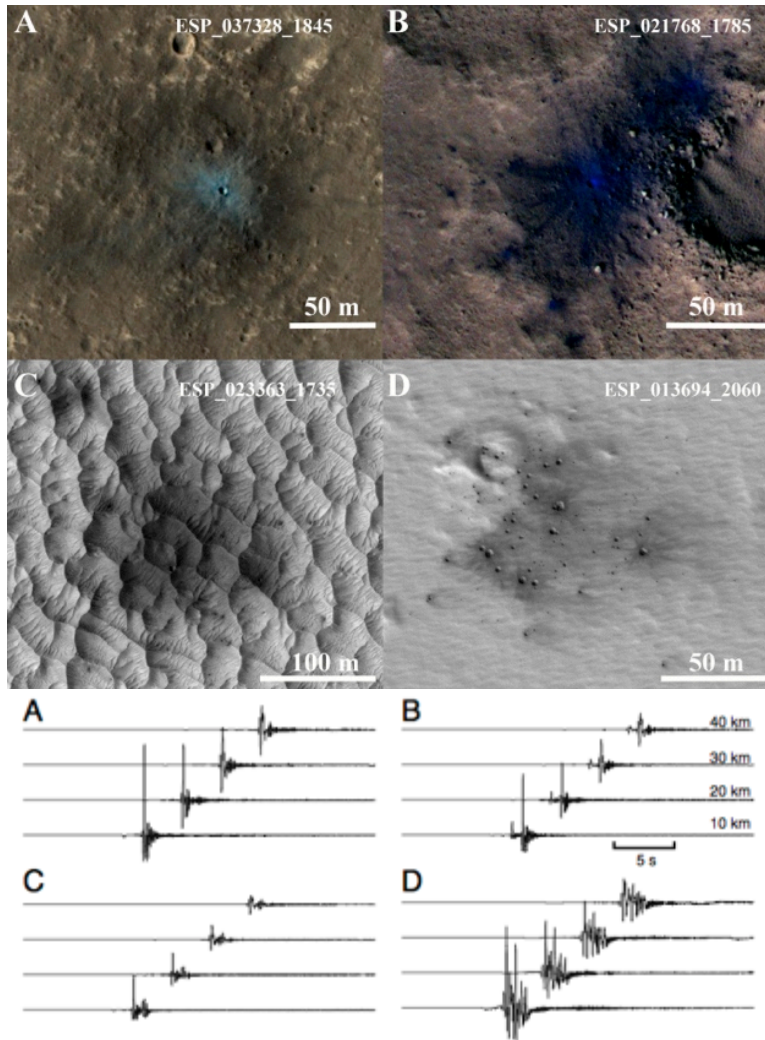 A ESP_037328_1845
50 m
B ESP_021768_1785
50 m
C ESP_023363_1735
100 m
D ESP_013694_2060
50 m
A
B
40 km
30 km
20 km
10 km
5 s
C
D